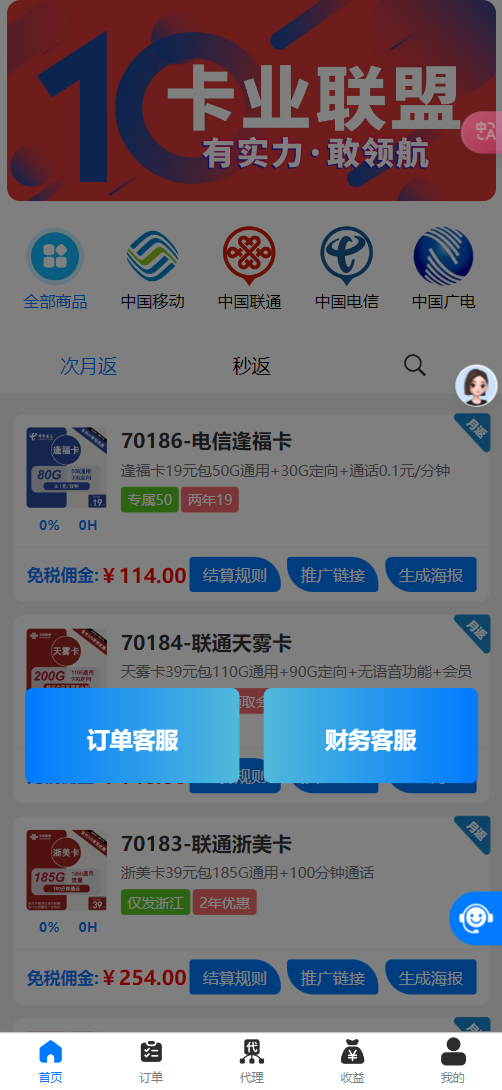 10
卡业联盟
有实力·敢领航
全部商品
中国移动
中国联通
中国电信
中国广电
次月返
秒返
月返
逢福卡
80G
19
0% 0H
70186-电信逢福卡
逢福卡19元包50G通用+30G定向+通话0.1元/分钟
专属50 两年19
免税佣金:¥114.00
结算规则
推广链接
生成海报
月返
天雾卡
200G
70184-联通天雾卡
天雾卡39元包110G通用+90G定向+无语音功能+会员
订单客服
财务客服
月返
浙美卡
185G
100分钟通话
39
0% 0H
70183-联通浙美卡
浙美卡39元包185G通用+100分钟通话
仅发浙江 2年优惠
免税佣金:¥254.00
结算规则
推广链接
生成海报
月返
首页
订单
代
代理
收益
我的